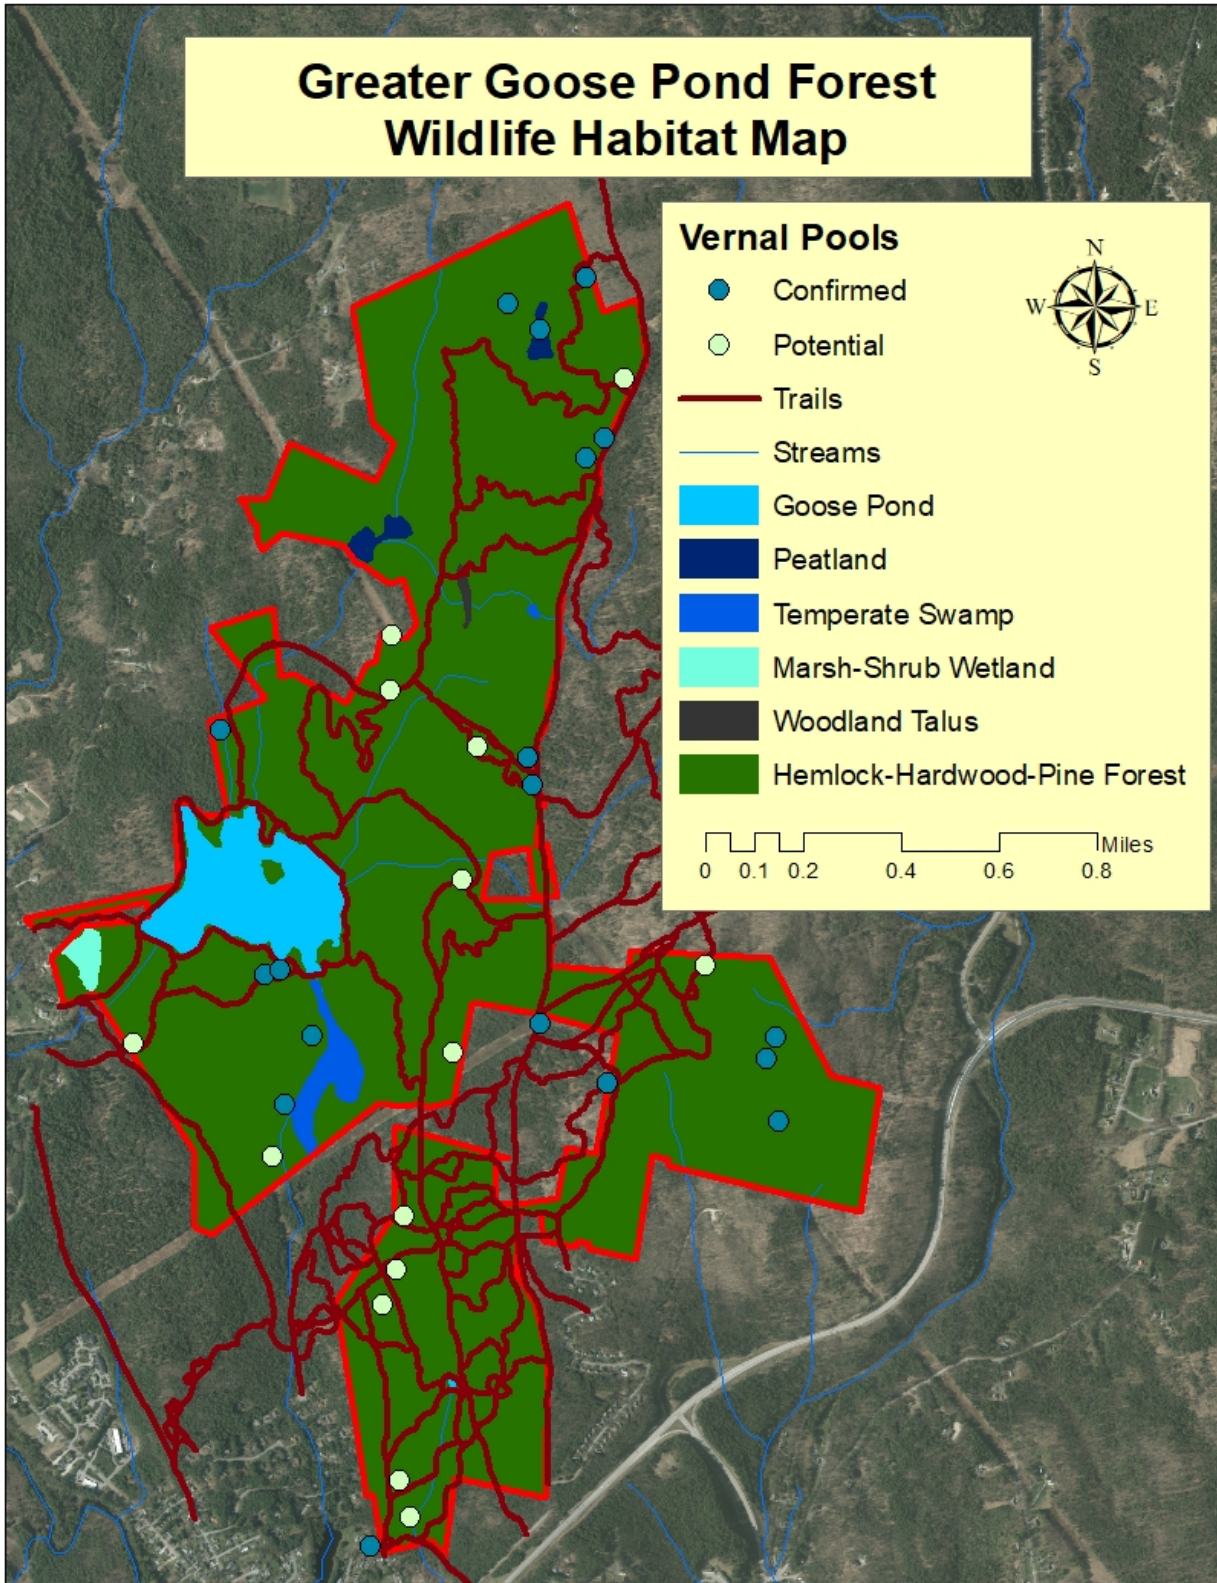 Greater Goose Pond Forest
Wildlife Habitat Map
Vernal Pools
Confirmed
Potential
Trails
Streams
Goose Pond
Peatland
Temperate Swamp
Marsh-Shrub Wetland
Woodland Talus
Hemlock-Hardwood-Pine Forest
N
W E
S
Miles
0 0.1 0.2 0.4 0.6 0.8